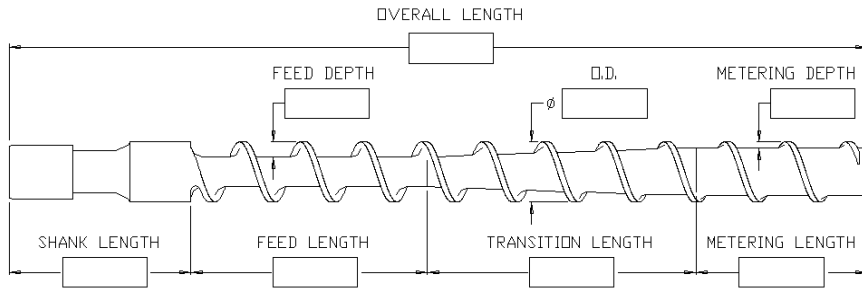 OVERALL LENGTH
FEED DEPTH
O.D.
METERING DEPTH
ø
SHANK LENGTH
FEED LENGTH
TRANSITION LENGTH
METERING LENGTH